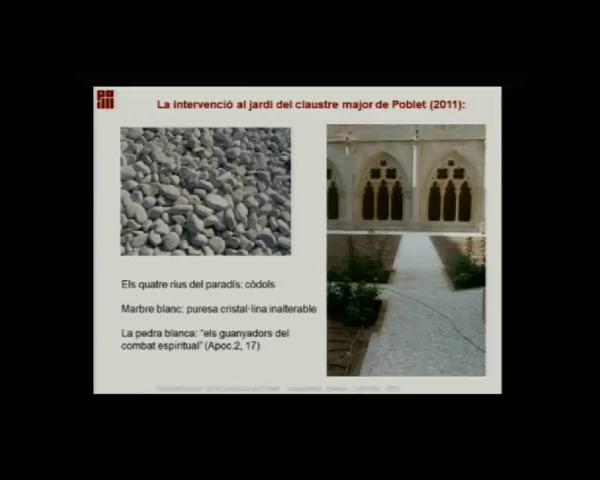 La intervenció al jardí del claustre major de Poblet (2011):
Els quatre rius del paradís: còdols
Marbre blanc: puresa cristal·lina inalterable
La pedra blanca: “els guanyadors del
combat espiritual” (Apoc.2, 17)